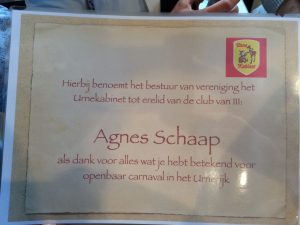 Hierbij benoemt het bestuur van vereniging het
Urnekabinet tot erelid van de club van III:
Agnes Schaap
als dank voor alles wat je hebt betekend voor
openbaar carnaval in het Urnerijk